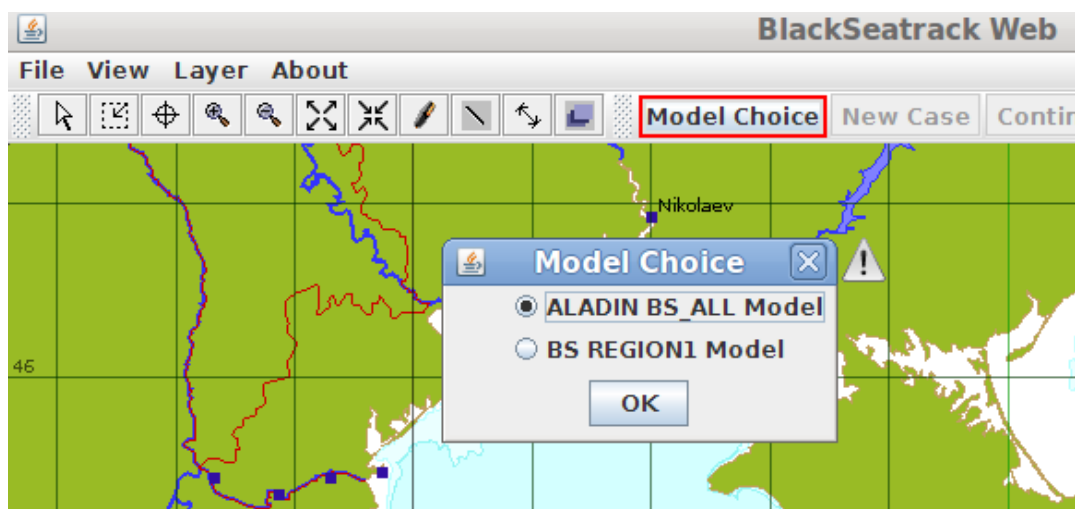 BlackSeatrack Web
File View Layer About
Model Choice New Case Contin
Nikolaev
Model Choice
ALADIN BS_ALL Model
BS REGION1 Model
46
OK